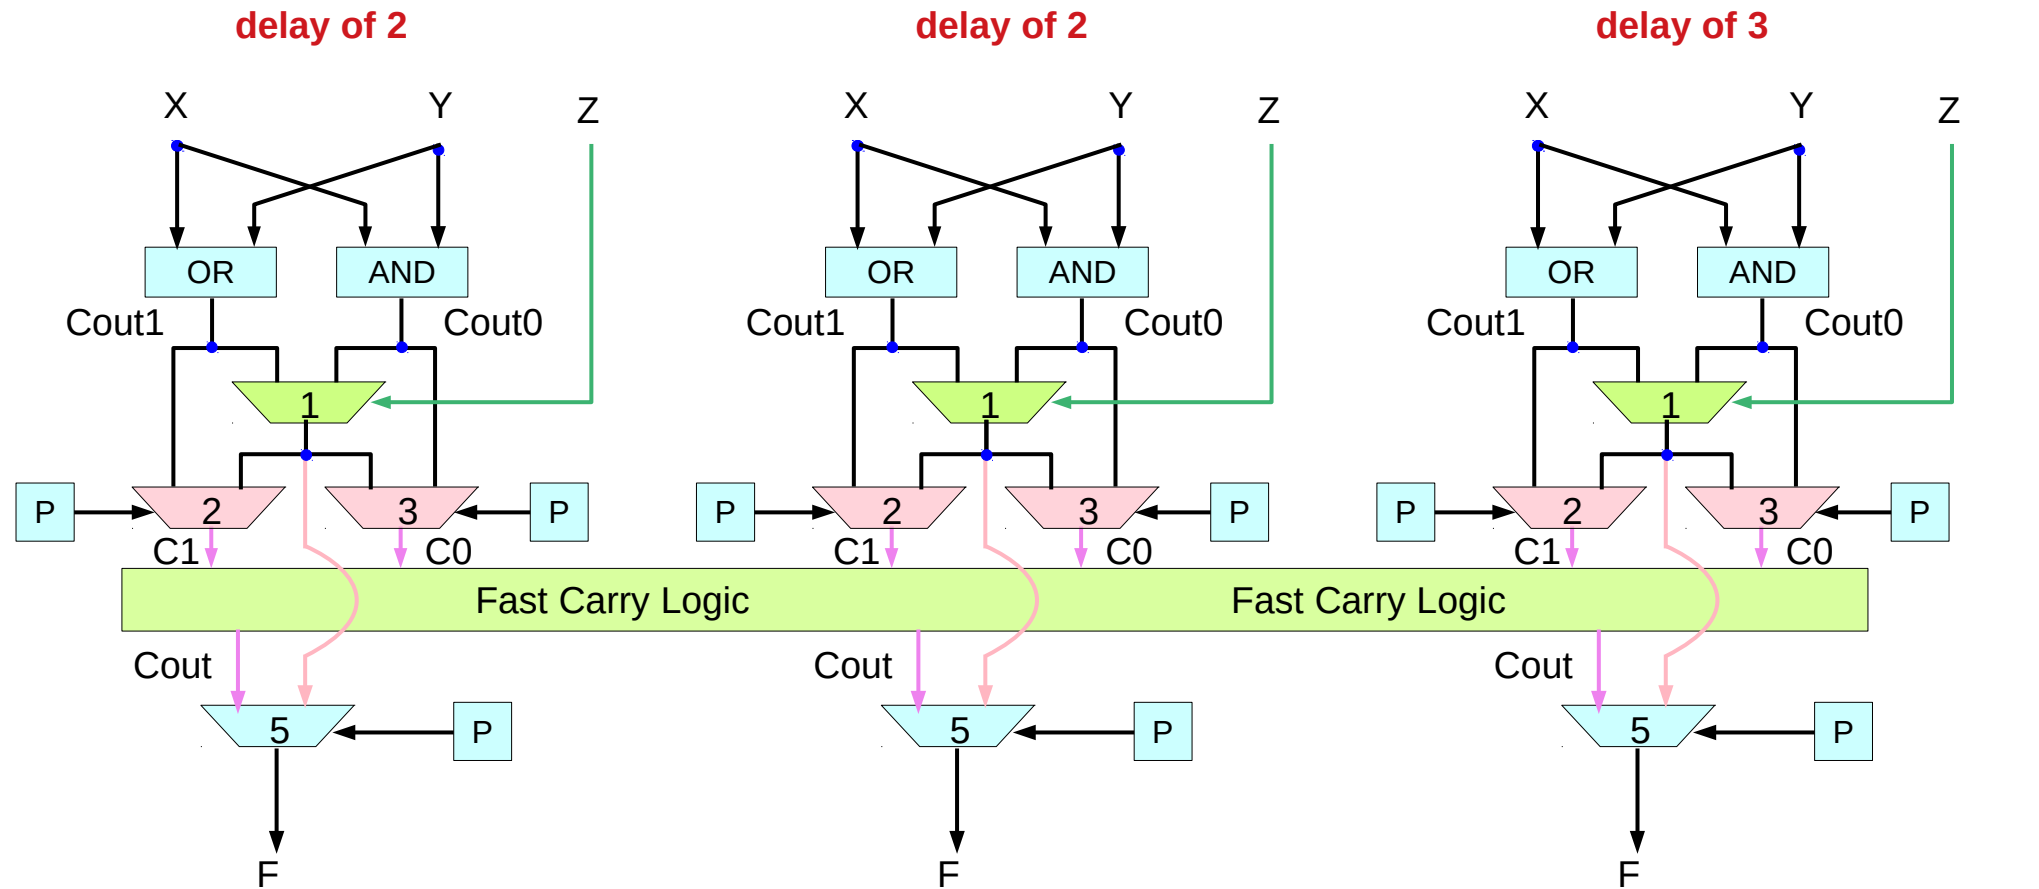 delay of 2 delay of 2 delay of 3
X Y Z X Y Z X Y Z
OR AND OR AND OR AND
Cout1 Cout0 Cout1 Cout0 Cout1 Cout0
1 1 1
P 2 3 P P 2 3 P P 2 3 P
C1 C0 C1 C0 C1 C0
Fast Carry Logic Fast Carry Logic
Cout Cout Cout
5 P 5 P 5 P
F F F